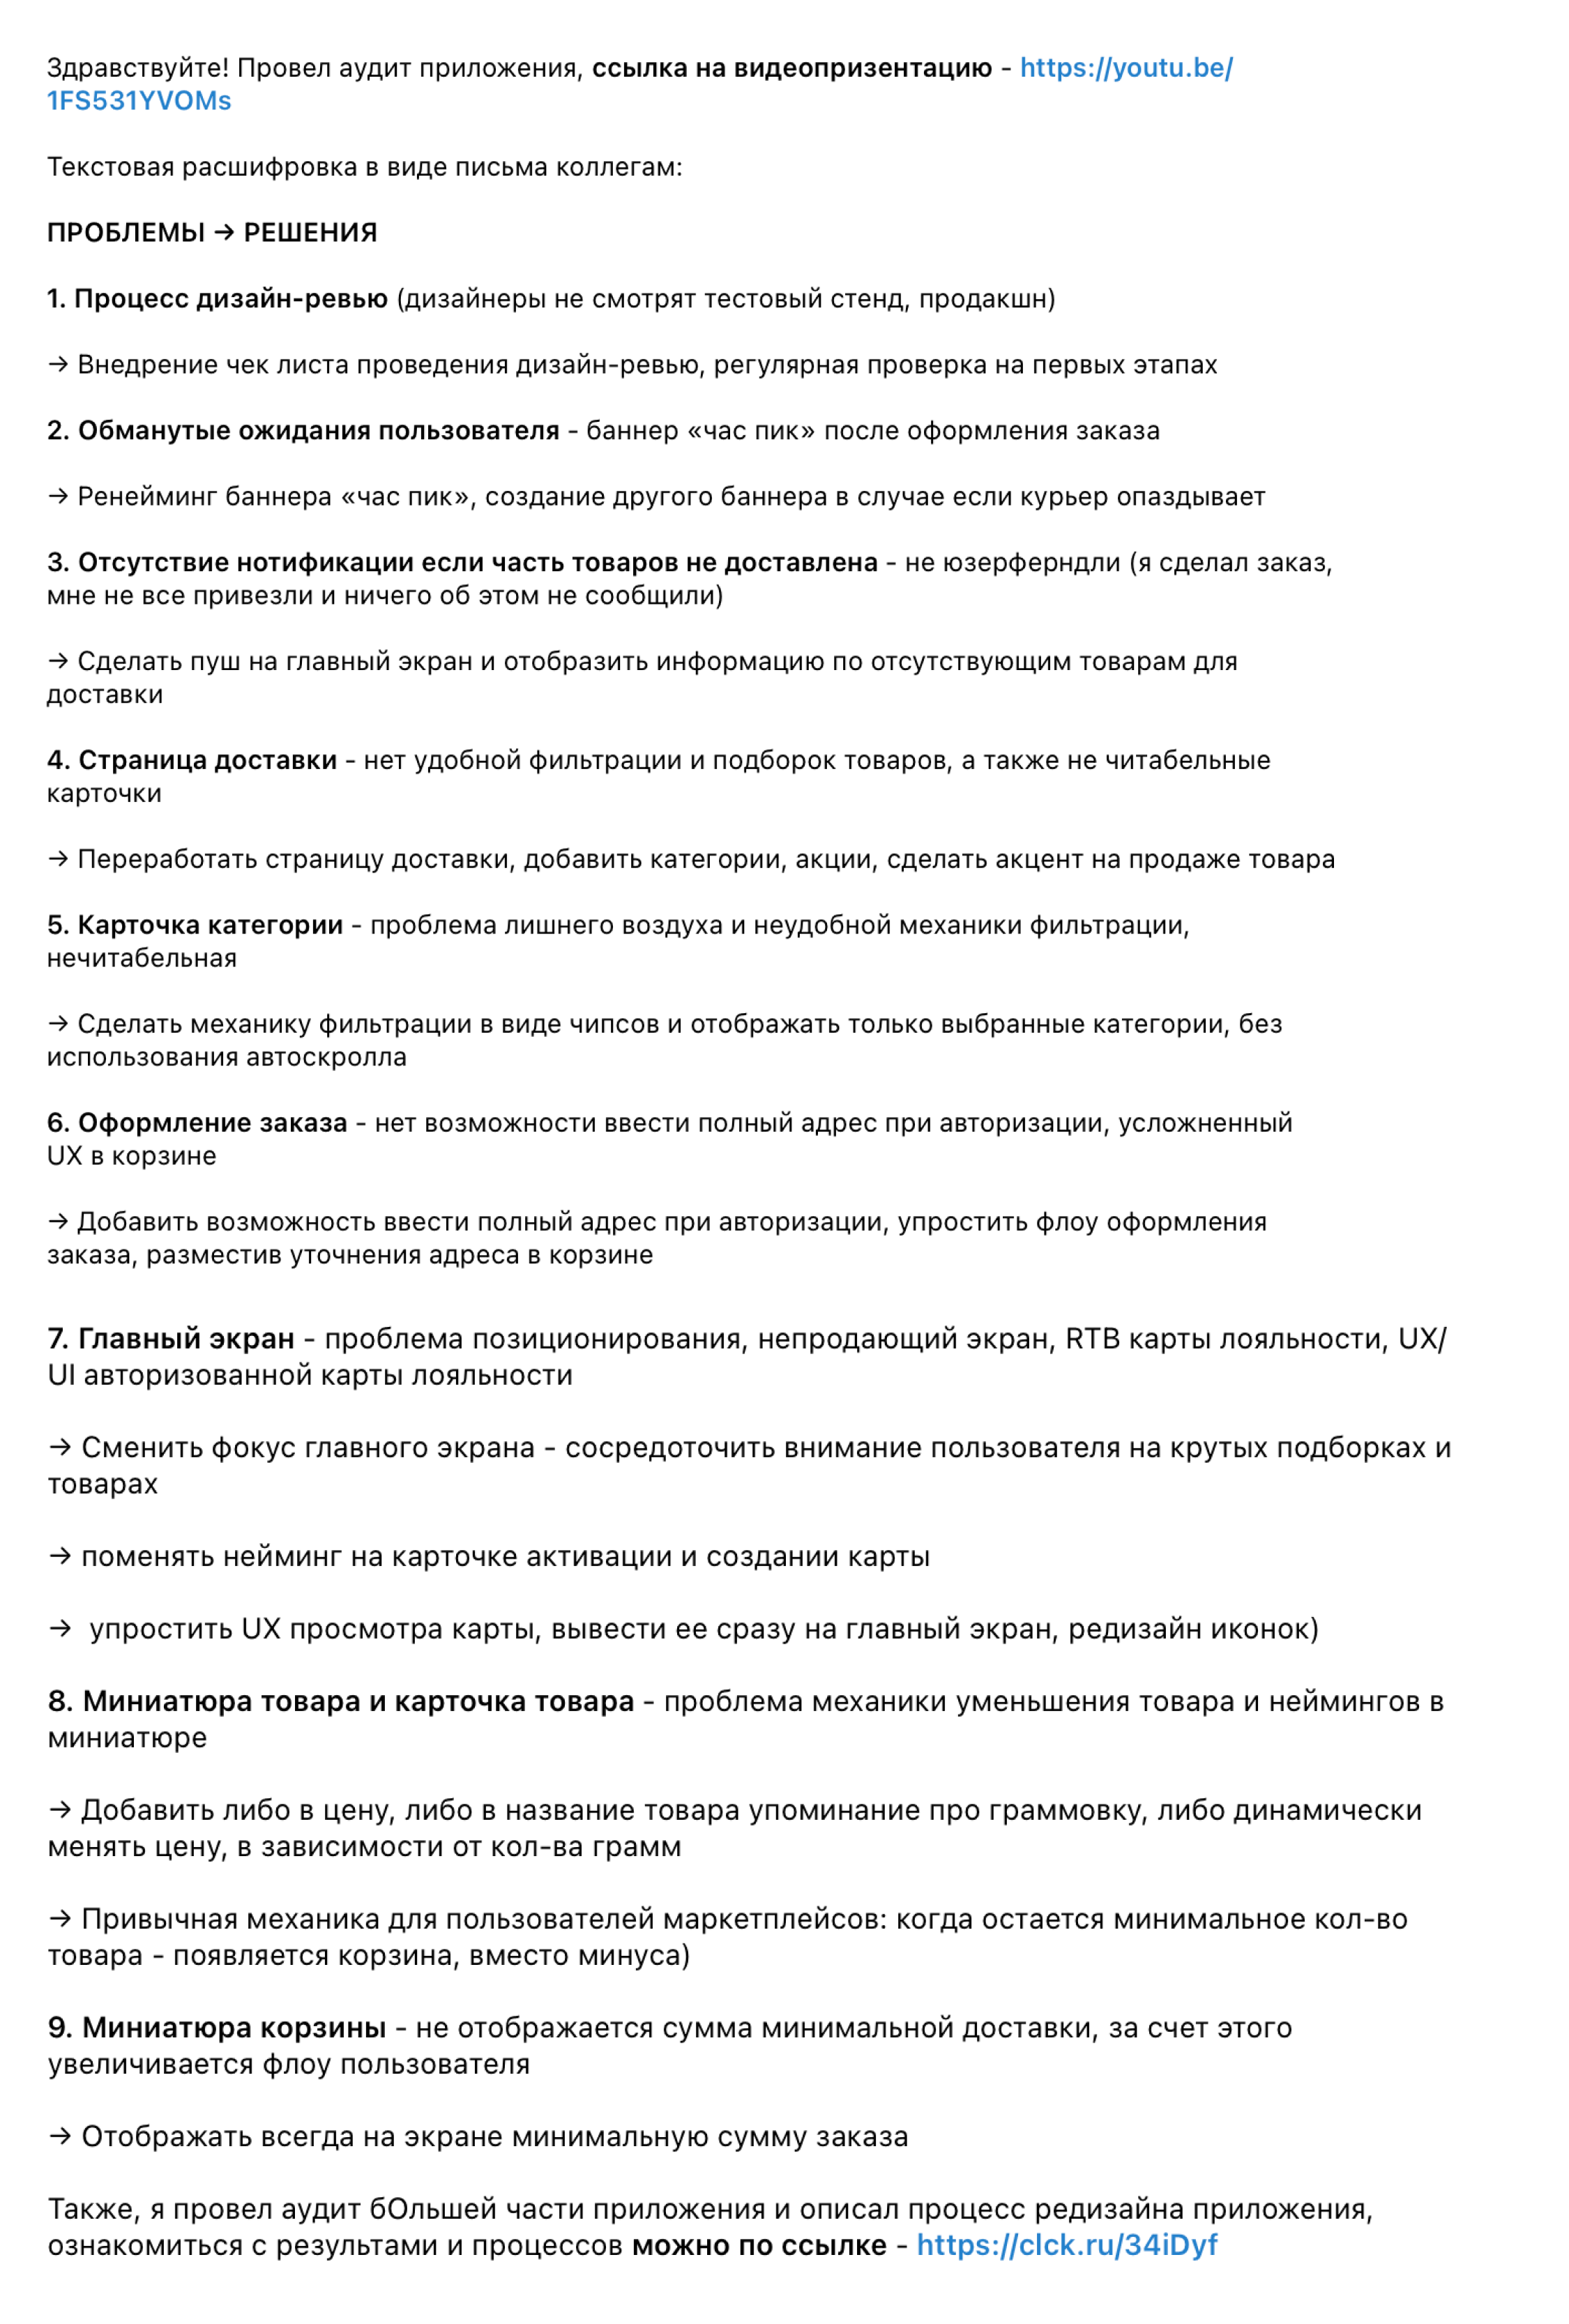 Здравствуйте! Провел аудит приложения, ссылка на видеопризентацию - https://youtu.be/
1FS531YVOMs
Текстовая расшифровка в виде письма коллегам:
ПРОБЛЕМЫ → РЕШЕНИЯ
1. Процесс дизайн-ревью (дизайнеры не смотрят тестовый стенд, продакшн)
→ Внедрение чек листа проведения дизайн-ревью, регулярная проверка на первых этапах
2. Обманутые ожидания пользователя - баннер «час пик» после оформления заказа
→ Ренейминг баннера «час пик», создание другого баннера в случае если курьер опаздывает
3. Отсутствие нотификации если часть товаров не доставлена - не юзерферндли (я сделал заказ,
мне не все привезли и ничего об этом не сообщили)
→ Сделать пуш на главный экран и отобразить информацию по отсутствующим товарам для
доставки
4. Страница доставки - нет удобной фильтрации и подборок товаров, а также не читабельные
карточки
→ Переработать страницу доставки, добавить категории, акции, сделать акцент на продаже товара
5. Карточка категории - проблема лишнего воздуха и неудобной механики фильтрации,
нечитабельная
→ Сделать механику фильтрации в виде чипсов и отображать только выбранные категории, без
использования автоскролла
6. Оформление заказа - нет возможности ввести полный адрес при авторизации, усложненный
UX в корзине
→ Добавить возможность ввести полный адрес при авторизации, упростить флоу оформления
заказа, разместив уточнения адреса в корзине
7. Главный экран - проблема позиционирования, непродающий экран, RTB карты лояльности, UX/
UI авторизованной карты лояльности
→ Сменить фокус главного экрана - сосредоточить внимание пользователя на крутых подборках и
товарах
→ поменять нейминг на карточке активации и создании карты
→ упростить UX просмотра карты, вывести ее сразу на главный экран, редизайн иконок)
8. Миниатюра товара и карточка товара - проблема механики уменьшения товара и неймингов в
миниатюре
→ Добавить либо в цену, либо в название товара упоминание про граммовку, либо динамически
менять цену, в зависимости от кол-ва грамм
→ Привычная механика для пользователей маркетплейсов: когда остается минимальное кол-во
товара - появляется корзина, вместо минуса)
9. Миниатюра корзины - не отображается сумма минимальной доставки, за счет этого
увеличивается флоу пользователя
→ Отображать всегда на экране минимальную сумму заказа
Также, я провел аудит бОльшей части приложения и описал процесс редизайна приложения,
ознакомиться с результами и процессов можно по ссылке - https://clck.ru/34iDyf